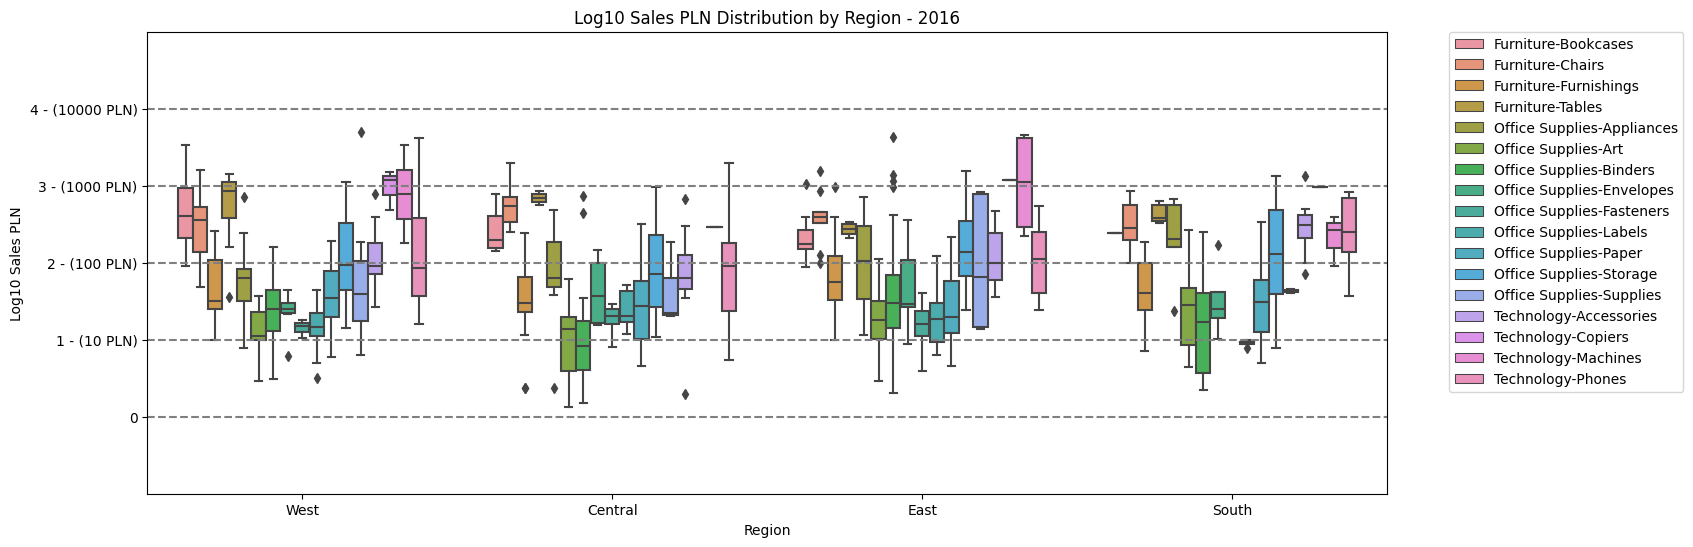 Log10 Sales PLN Distribution by Region - 2016
Log10 Sales PLN
4 - (10000 PLN)
3 - (1000 PLN)
2 - (100 PLN)
1 - (10 PLN)
0
West
Central
East
South
Region
Furniture-Bookcases
Furniture-Chairs
Furniture-Furnishings
Furniture-Tables
Office Supplies-Appliances
Office Supplies-Art
Office Supplies-Binders
Office Supplies-Envelopes
Office Supplies-Fasteners
Office Supplies-Labels
Office Supplies-Paper
Office Supplies-Storage
Office Supplies-Supplies
Technology-Accessories
Technology-Copiers
Technology-Machines
Technology-Phones